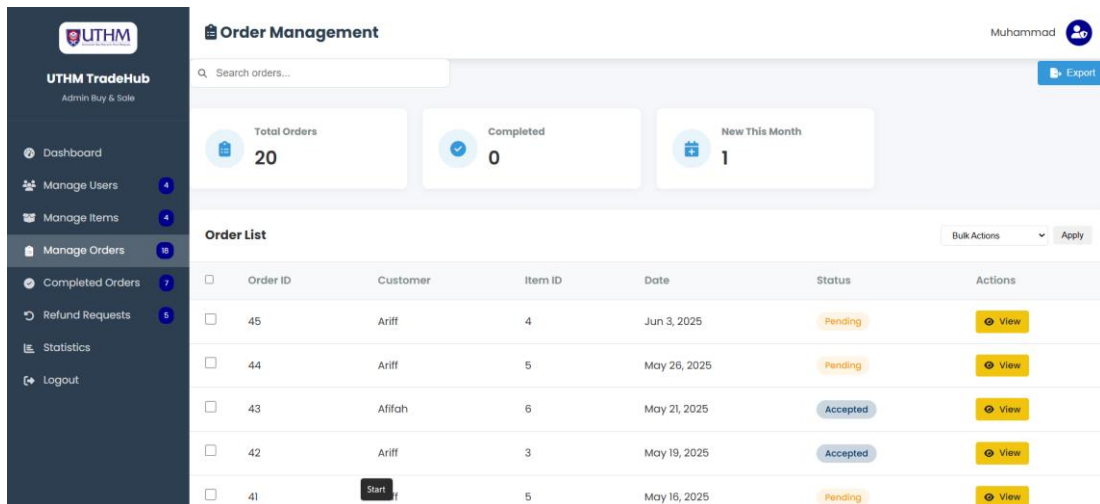 UTHM
UTHM TradeHub
Admin Buy & Sale
Dashboard
Manage Users 4
Manage Items 4
Manage Orders 18
Completed Orders 7
Refund Requests 5
Statistics
Logout
Order Management
Muhammad
Search orders...
Export
Total Orders
20
Completed
0
New This Month
1
Order List
Bulk Actions
Apply
Order ID Customer Item ID Date Status Actions
45 Ariff 4 Jun 3, 2025 Pending View
44 Ariff 5 May 26, 2025 Pending View
43 Afifah 6 May 21, 2025 Accepted View
42 Ariff 3 May 19, 2025 Accepted View
41 5 May 16, 2025 Pending View
Start